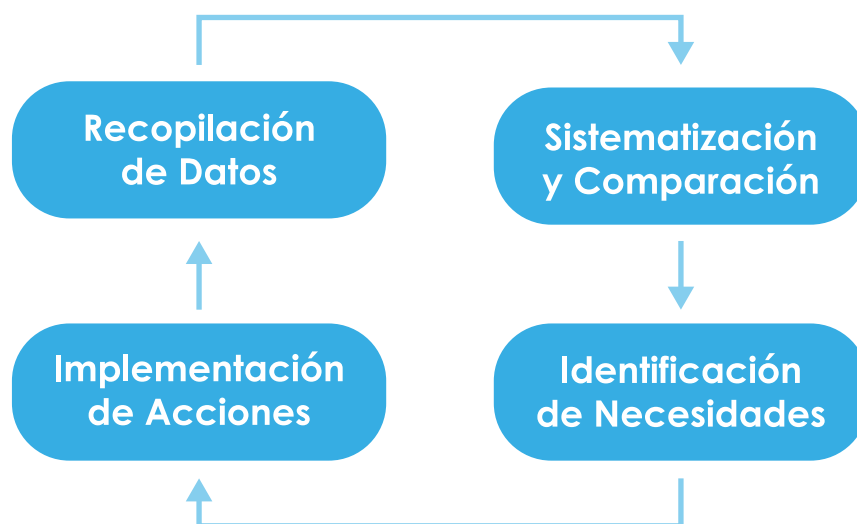 Recopilación
de Datos
Sistematización
y Comparación
Implementación
de Acciones
Identificación
de Necesidades